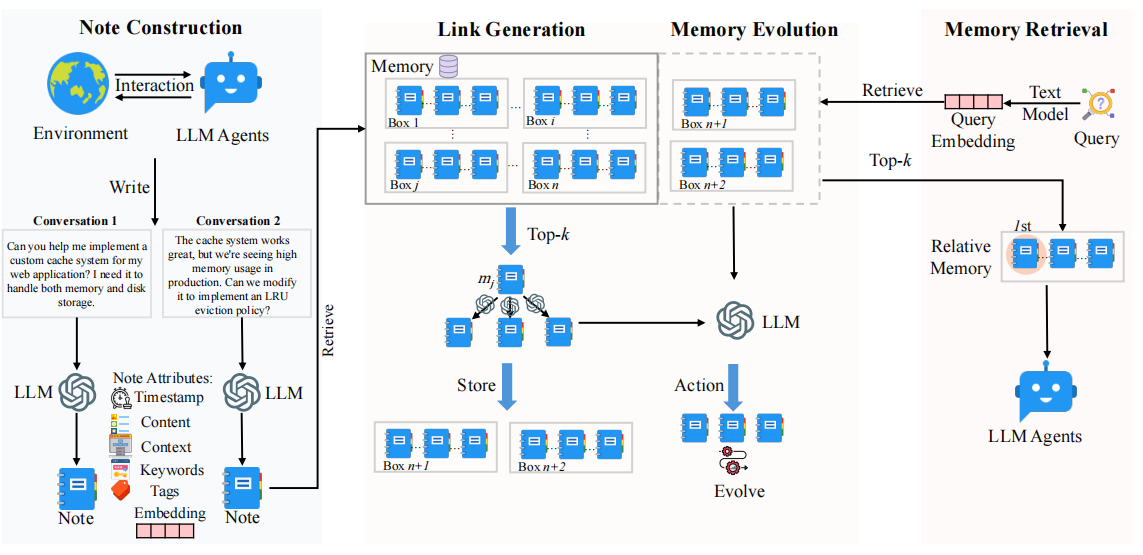 Note Construction
Interaction
Environment
LLM Agents
Write
Conversation 1
Can you help me implement a
custom cache system for my
web application? I need it to
handle both memory and disk
storage.
Conversation 2
The cache system works
great, but we're seeing high
memory usage in
production. Can we modify
it to implement an LRU
eviction policy?
LLM
Note Attributes:
Timestamp
Content
Context
Keywords
Tags
Embedding
LLM
Note
Note
Retrieve
Link Generation
Memory
Box 1
Box i
Box j
Box n
Top-k
mj
Store
Box n+1
Box n+2
Memory Evolution
Box n+1
Box n+2
LLM
Action
Evolve
Memory Retrieval
Retrieve
Text
Model
Query
Embedding
Query
Top-k
1st
Relative
Memory
LLM Agents